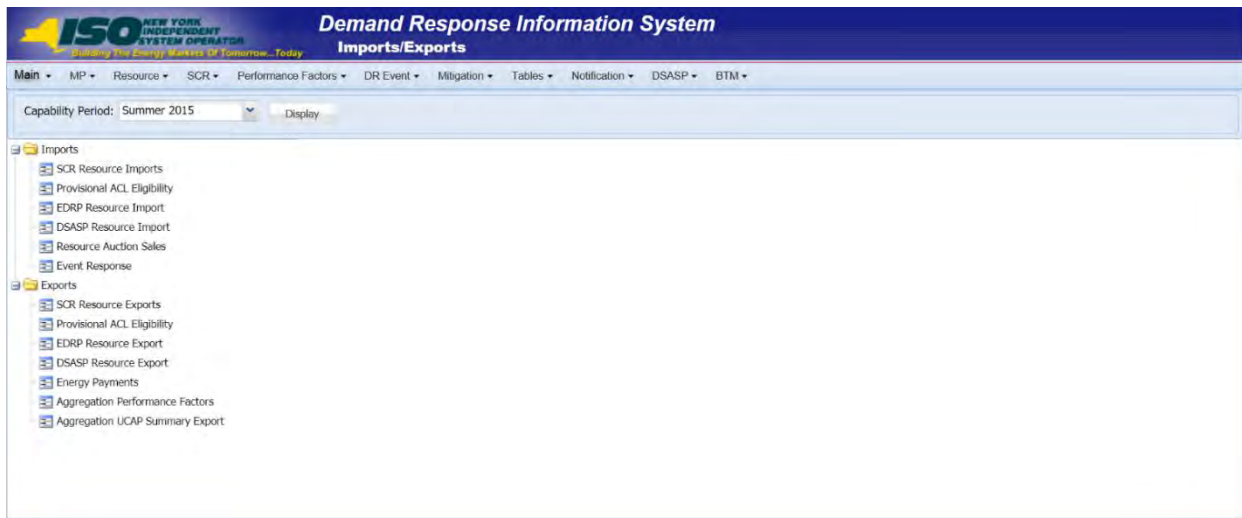 ISO NEW YORK
INDEPENDENT
SYSTEM OPERATOR
Building The Energy Markets Of Tomorrow...Today
Demand Response Information System
Imports/Exports
Main MP Resource SCR Performance Factors DR Event Mitigation Tables Notification DSASP BTM
Capability Period: Summer 2015 Display
Imports
SCR Resource Imports
Provisional ACL Eligibility
EDRP Resource Import
DSASP Resource Import
Resource Auction Sales
Event Response
Exports
SCR Resource Exports
Provisional ACL Eligibility
EDRP Resource Export
DSASP Resource Export
Energy Payments
Aggregation Performance Factors
Aggregation UCAP Summary Export